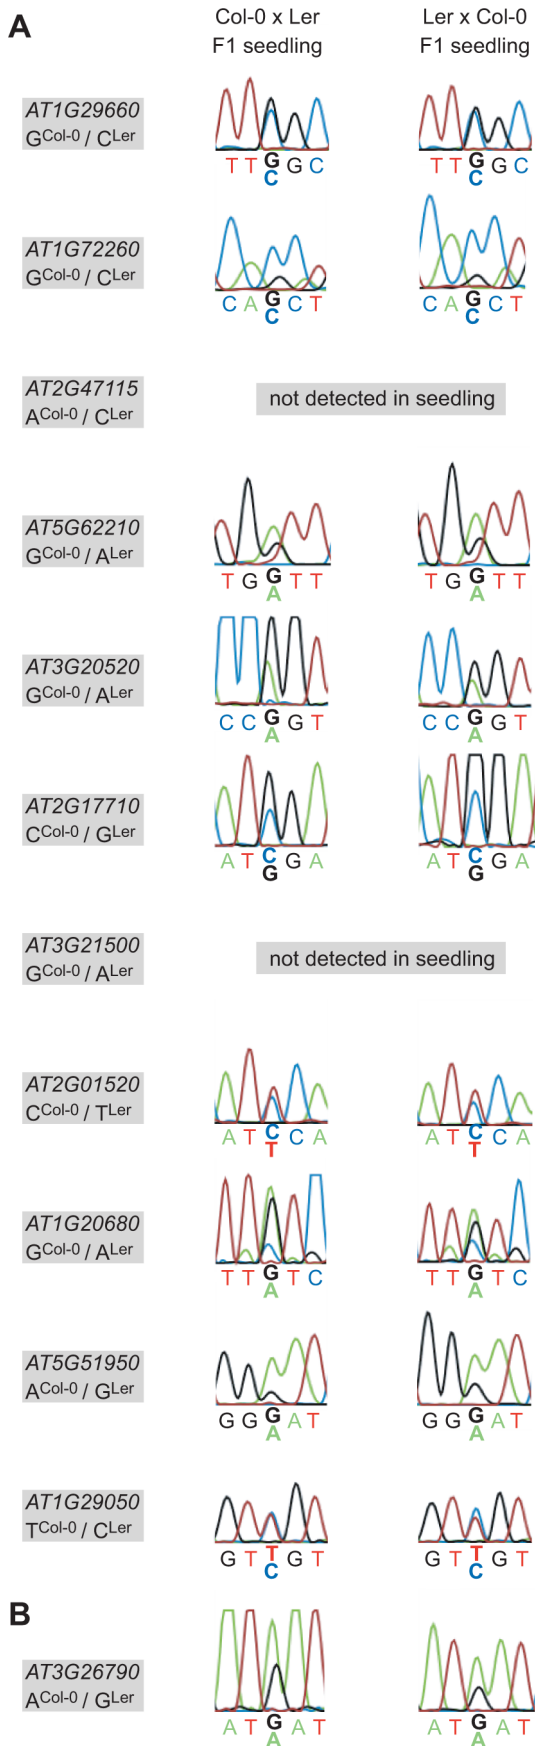 A
Col-0 x Ler
F1 seedling
Ler x Col-0
F1 seedling
AT1G29660
GCol-0 / CLer
T T G G C
C
T T G G C
C
AT1G72260
GCol-0 / CLer
C A G C T
C
C A G C T
C
AT2G47115
ACol-0 / CLer
not detected in seedling
AT5G62210
GCol-0 / ALer
T G G T T
A
T G G T T
A
AT3G20520
GCol-0 / ALer
C C G G T
A
C C G G T
A
AT2G17710
CCol-0 / GLer
A T C G A
G
A T C G A
G
AT3G21500
GCol-0 / ALer
not detected in seedling
AT2G01520
CCol-0 / TLer
A T C C A
T
A T C C A
T
AT1G20680
GCol-0 / ALer
T T G T C
A
T T G T C
A
AT5G51950
ACol-0 / GLer
G G G A T
A
G G G A T
A
AT1G29050
TCol-0 / CLer
G T T G T
C
G T T G T
C
B
AT3G26790
ACol-0 / GLer
A T G A T
A
A T G A T
A